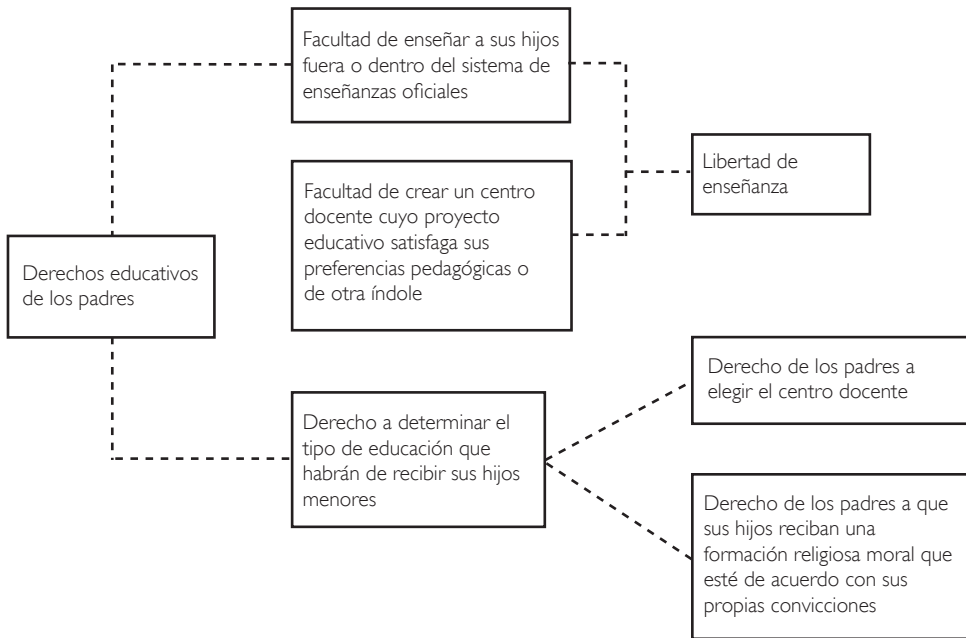 Facultad de enseñar a sus hijos
fuera o dentro del sistema de
enseñanzas oficiales
Libertad de
enseñanza
Facultad de crear un centro
docente cuyo proyecto
educativo satisfaga sus
preferencias pedagógicas o
de otra índole
Derechos educativos
de los padres
Derecho de los padres a
elegir el centro docente
Derecho a determinar el
tipo de educación que
habrán de recibir sus hijos
menores
Derecho de los padres a que
sus hijos reciban una
formación religiosa moral que
esté de acuerdo con sus
propias convicciones